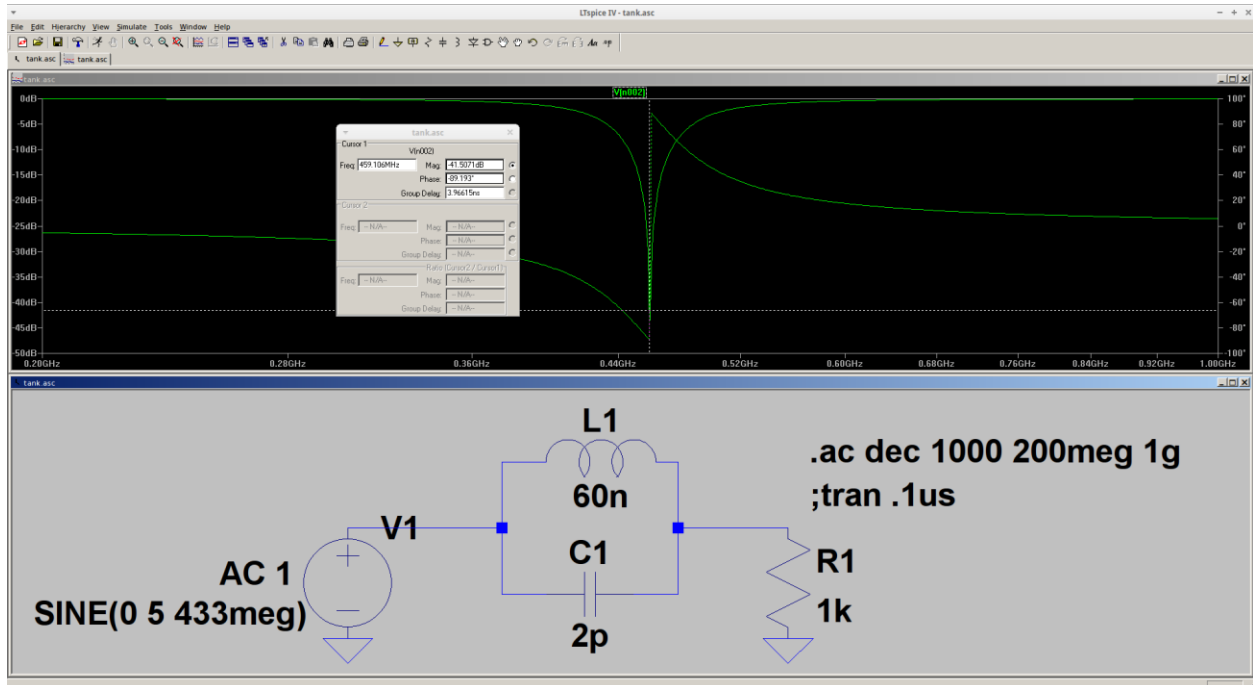 LTspice IV - tank.asc
File Edit Hierarchy View Simulate Tools Window Help
tank.asc tank.asc
tank.asc
V(n002)
0dB
-5dB
-10dB
-15dB
-20dB
-25dB
-30dB
-35dB
-40dB
-45dB
-50dB
100°
80°
60°
40°
20°
0°
-20°
-40°
-60°
-80°
-100°
0.20GHz 0.28GHz 0.36GHz 0.44GHz 0.52GHz 0.60GHz 0.68GHz 0.76GHz 0.84GHz 0.92GHz 1.00GHz
tank.asc
Cursor 1
V(n002)
Freq: 459.106MHz Mag: -41.5071dB
Phase: -89.193°
Group Delay: 3.96615ns
Cursor 2
Freq: -- N/A-- Mag: -- N/A--
Phase: -- N/A--
Group Delay: -- N/A--
Ratio (Cursor2 / Cursor1)
Freq: -- N/A-- Mag: -- N/A--
Phase: -- N/A--
Group Delay: -- N/A--
tank.asc
L1
60n
.ac dec 1000 200meg 1g
;tran .1us
V1
AC 1
SINE(0 5 433meg)
C1
2p
R1
1k